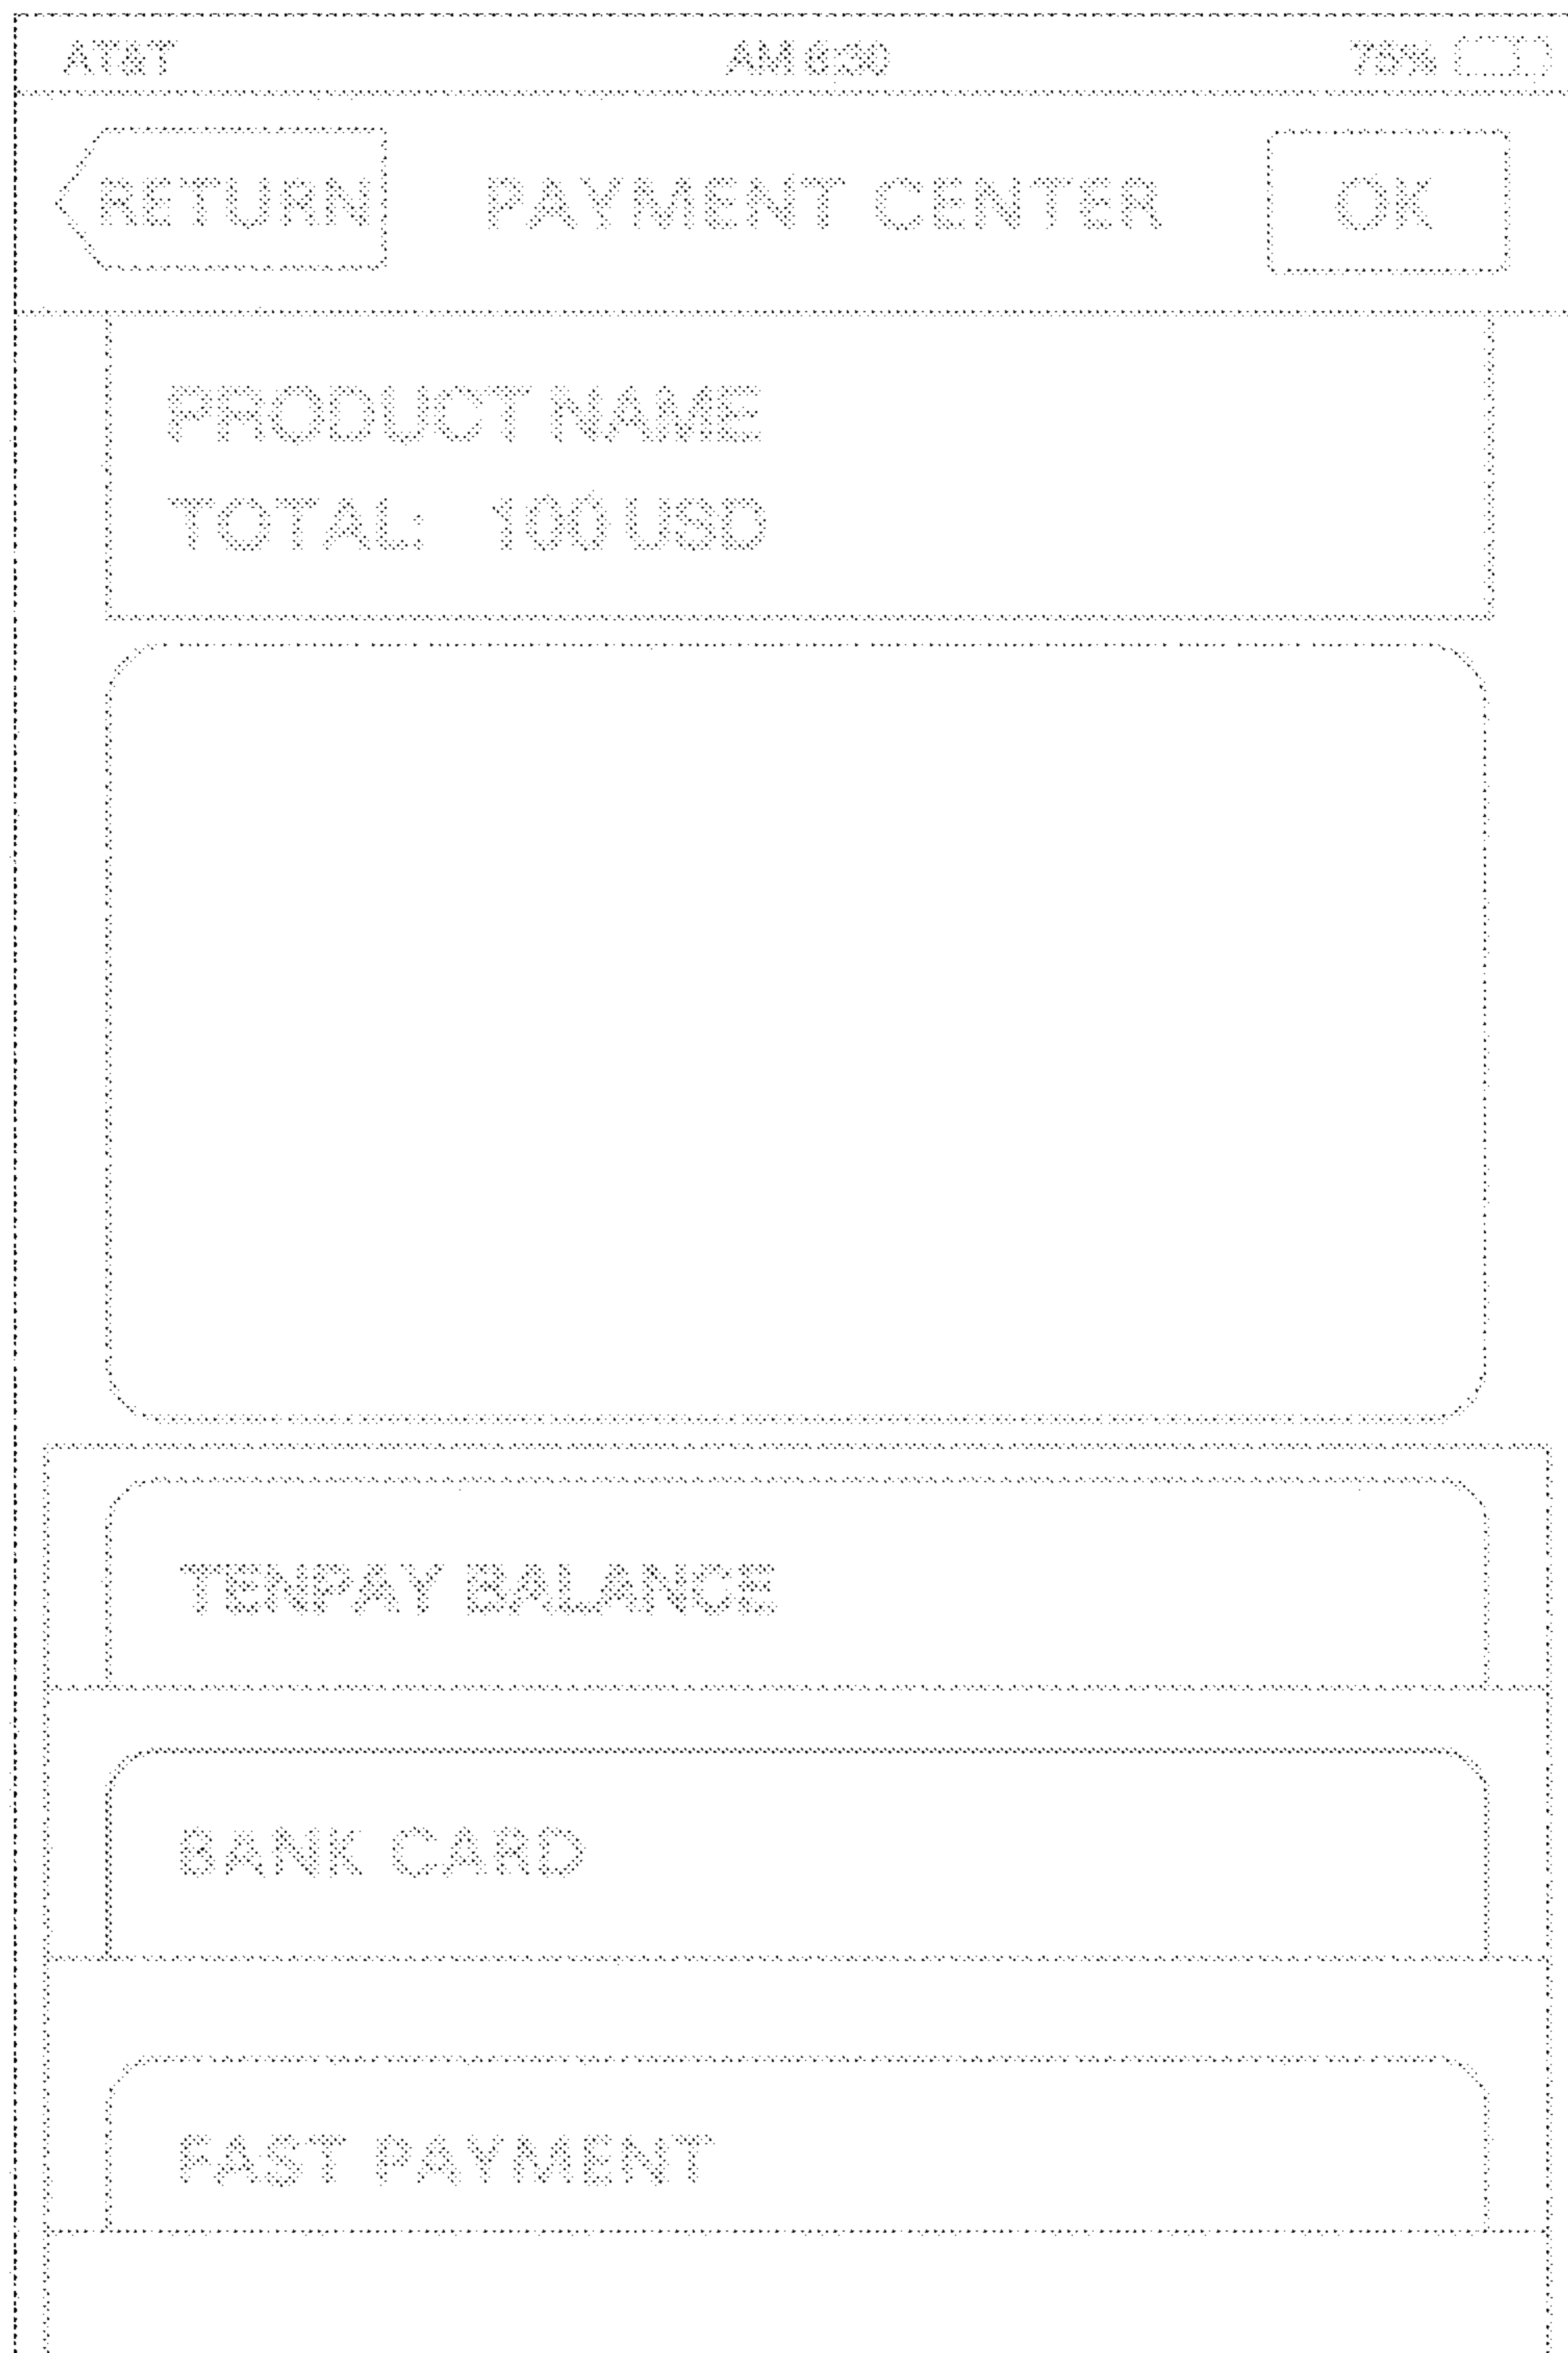 AT&T AM 6:30 75%
RETURN PAYMENT CENTER OK
PRODUCT NAME
TOTAL: 100 USD
TENPAY BALANCE
BANK CARD
FAST PAYMENT